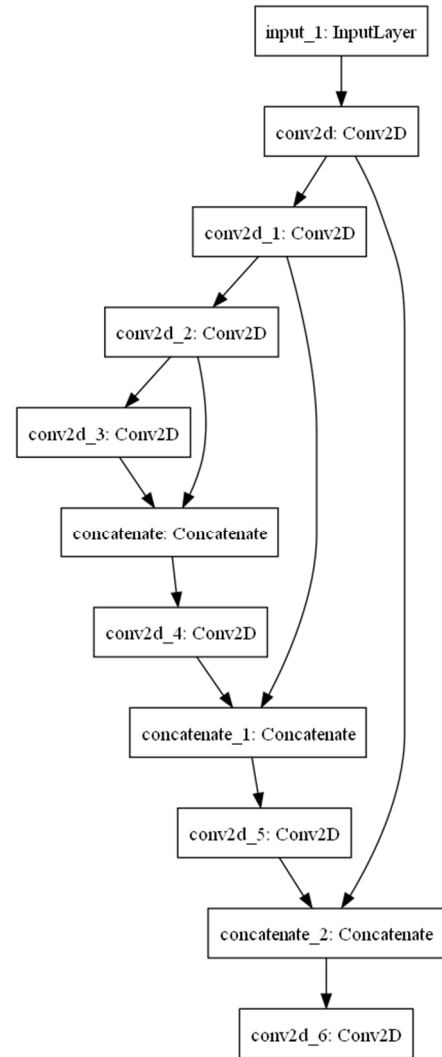 input_1: InputLayer
conv2d: Conv2D
conv2d_1: Conv2D
conv2d_2: Conv2D
conv2d_3: Conv2D
concatenate: Concatenate
conv2d_4: Conv2D
concatenate_1: Concatenate
conv2d_5: Conv2D
concatenate_2: Concatenate
conv2d_6: Conv2D